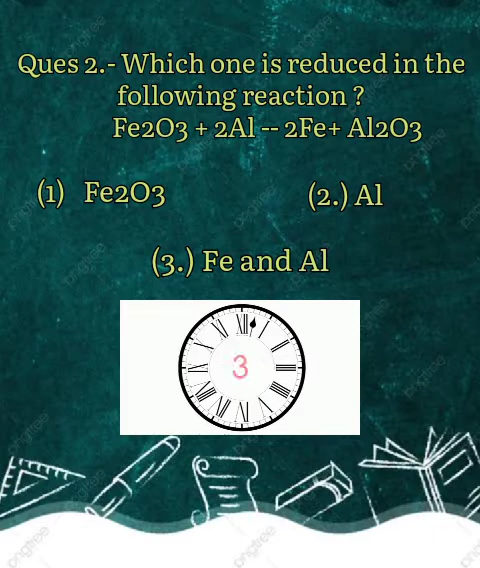 Ques 2.- Which one is reduced in the
following reaction ?
Fe2O3 + 2Al -- 2Fe+ Al2O3
(1) Fe2O3 (2.) Al
(3.) Fe and Al
3